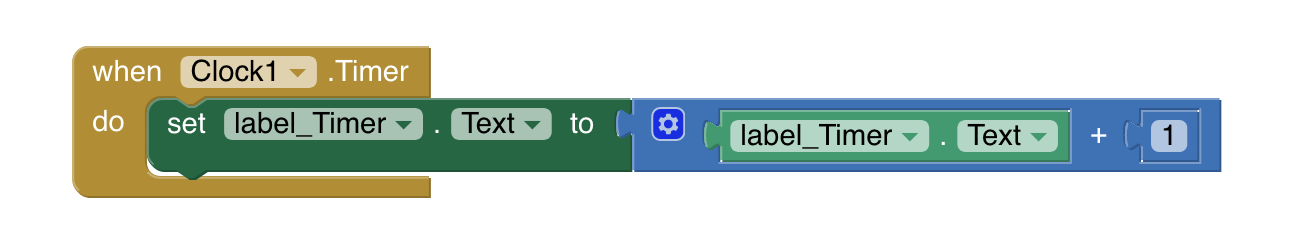 when Clock1 .Timer
do set label_Timer . Text to label_Timer . Text + 1